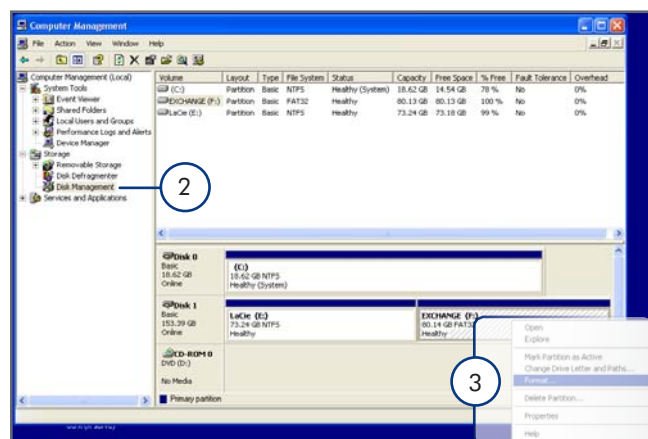 Computer Management
File Action View Window Help
Computer Management (Local)
System Tools
Event Viewer
Shared Folders
Local Users and Groups
Performance Logs and Alerts
Device Manager
Storage
Removable Storage
Disk Defragmenter
Disk Management
Services and Applications
2
Volume Layout Type File System Status Capacity Free Space % Free Fault Tolerance Overhead
(C:) Partition Basic NTFS Healthy (System) 18.62 GB 14.54 GB 78 % No 0%
EXCHANGE (F:) Partition Basic FAT32 Healthy 80.13 GB 80.13 GB 100 % No 0%
LaCie (E:) Partition Basic NTFS Healthy 73.24 GB 73.18 GB 99 % No 0%
Disk 0
Basic
18.62 GB
Online
(C:)
18.62 GB NTFS
Healthy (System)
Disk 1
Basic
153.39 GB
Online
LaCie (E:)
73.24 GB NTFS
Healthy
EXCHANGE (F:)
80.14 GB FAT32
Healthy
CD-ROM 0
DVD (D:)
No Media
Primary partition
3
Open
Explore
Mark Partition as Active
Change Drive Letter and Paths...
Format...
Delete Partition...
Properties
Help